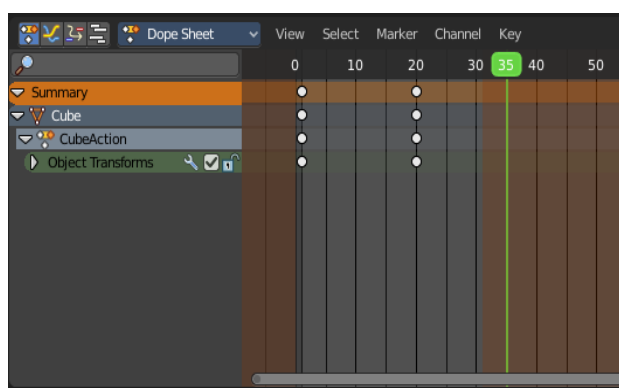 Dope Sheet View Select Marker Channel Key
0 10 20 30 35 40 50
Summary
Cube
CubeAction
Object Transforms